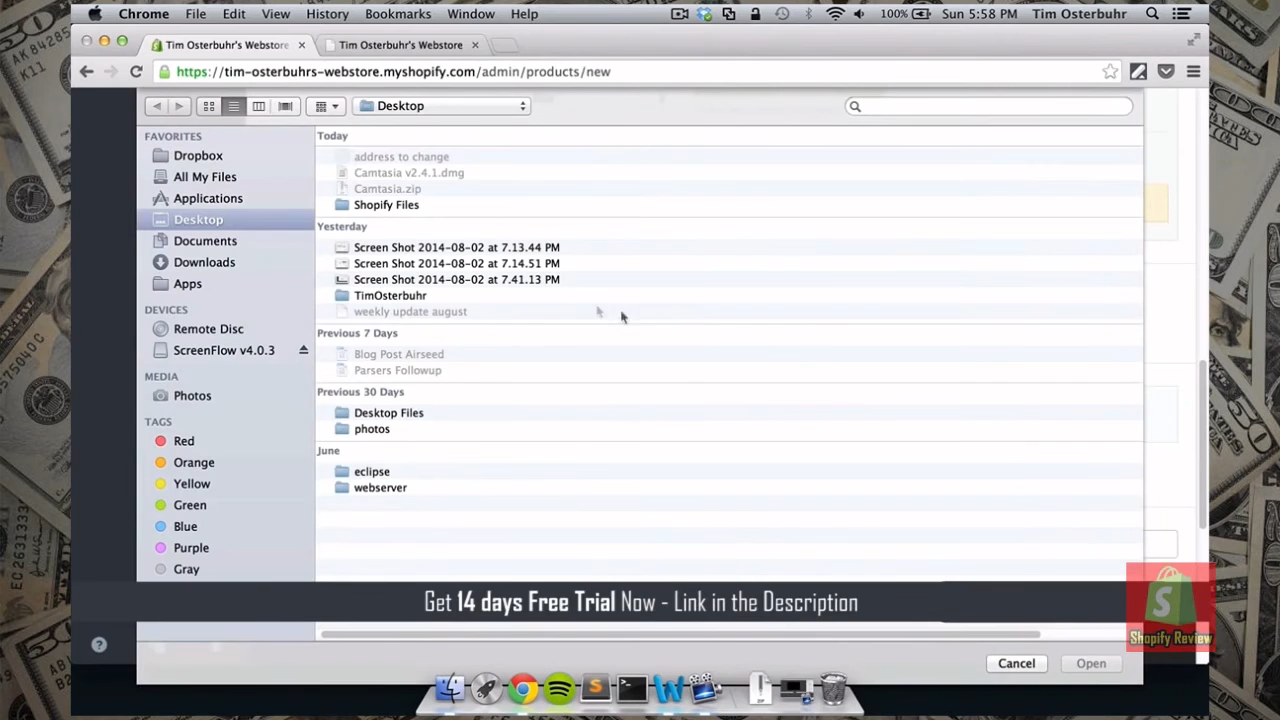 Chrome File Edit View History Bookmarks Window Help 100% Sun 5:58 PM Tim Osterbuhr
Tim Osterbuhr's Webstore Tim Osterbuhr's Webstore
https://tim-osterbuhrs-webstore.myshopify.com/admin/products/new
Desktop
FAVORITES
Dropbox
All My Files
Applications
Desktop
Documents
Downloads
Apps
DEVICES
Remote Disc
ScreenFlow v4.0.3
MEDIA
Photos
TAGS
Red
Orange
Yellow
Green
Blue
Purple
Gray
Today
address to change
Camtasia v2.4.1.dmg
Camtasia.zip
Shopify Files
Yesterday
Screen Shot 2014-08-02 at 7.13.44 PM
Screen Shot 2014-08-02 at 7.14.51 PM
Screen Shot 2014-08-02 at 7.41.13 PM
TimOsterbuhr
weekly update august
Previous 7 Days
Blog Post Airseed
Parsers Followup
Previous 30 Days
Desktop Files
photos
June
eclipse
webserver
Get 14 days Free Trial Now - Link in the Description
S
Shopify Review
?
Cancel Open